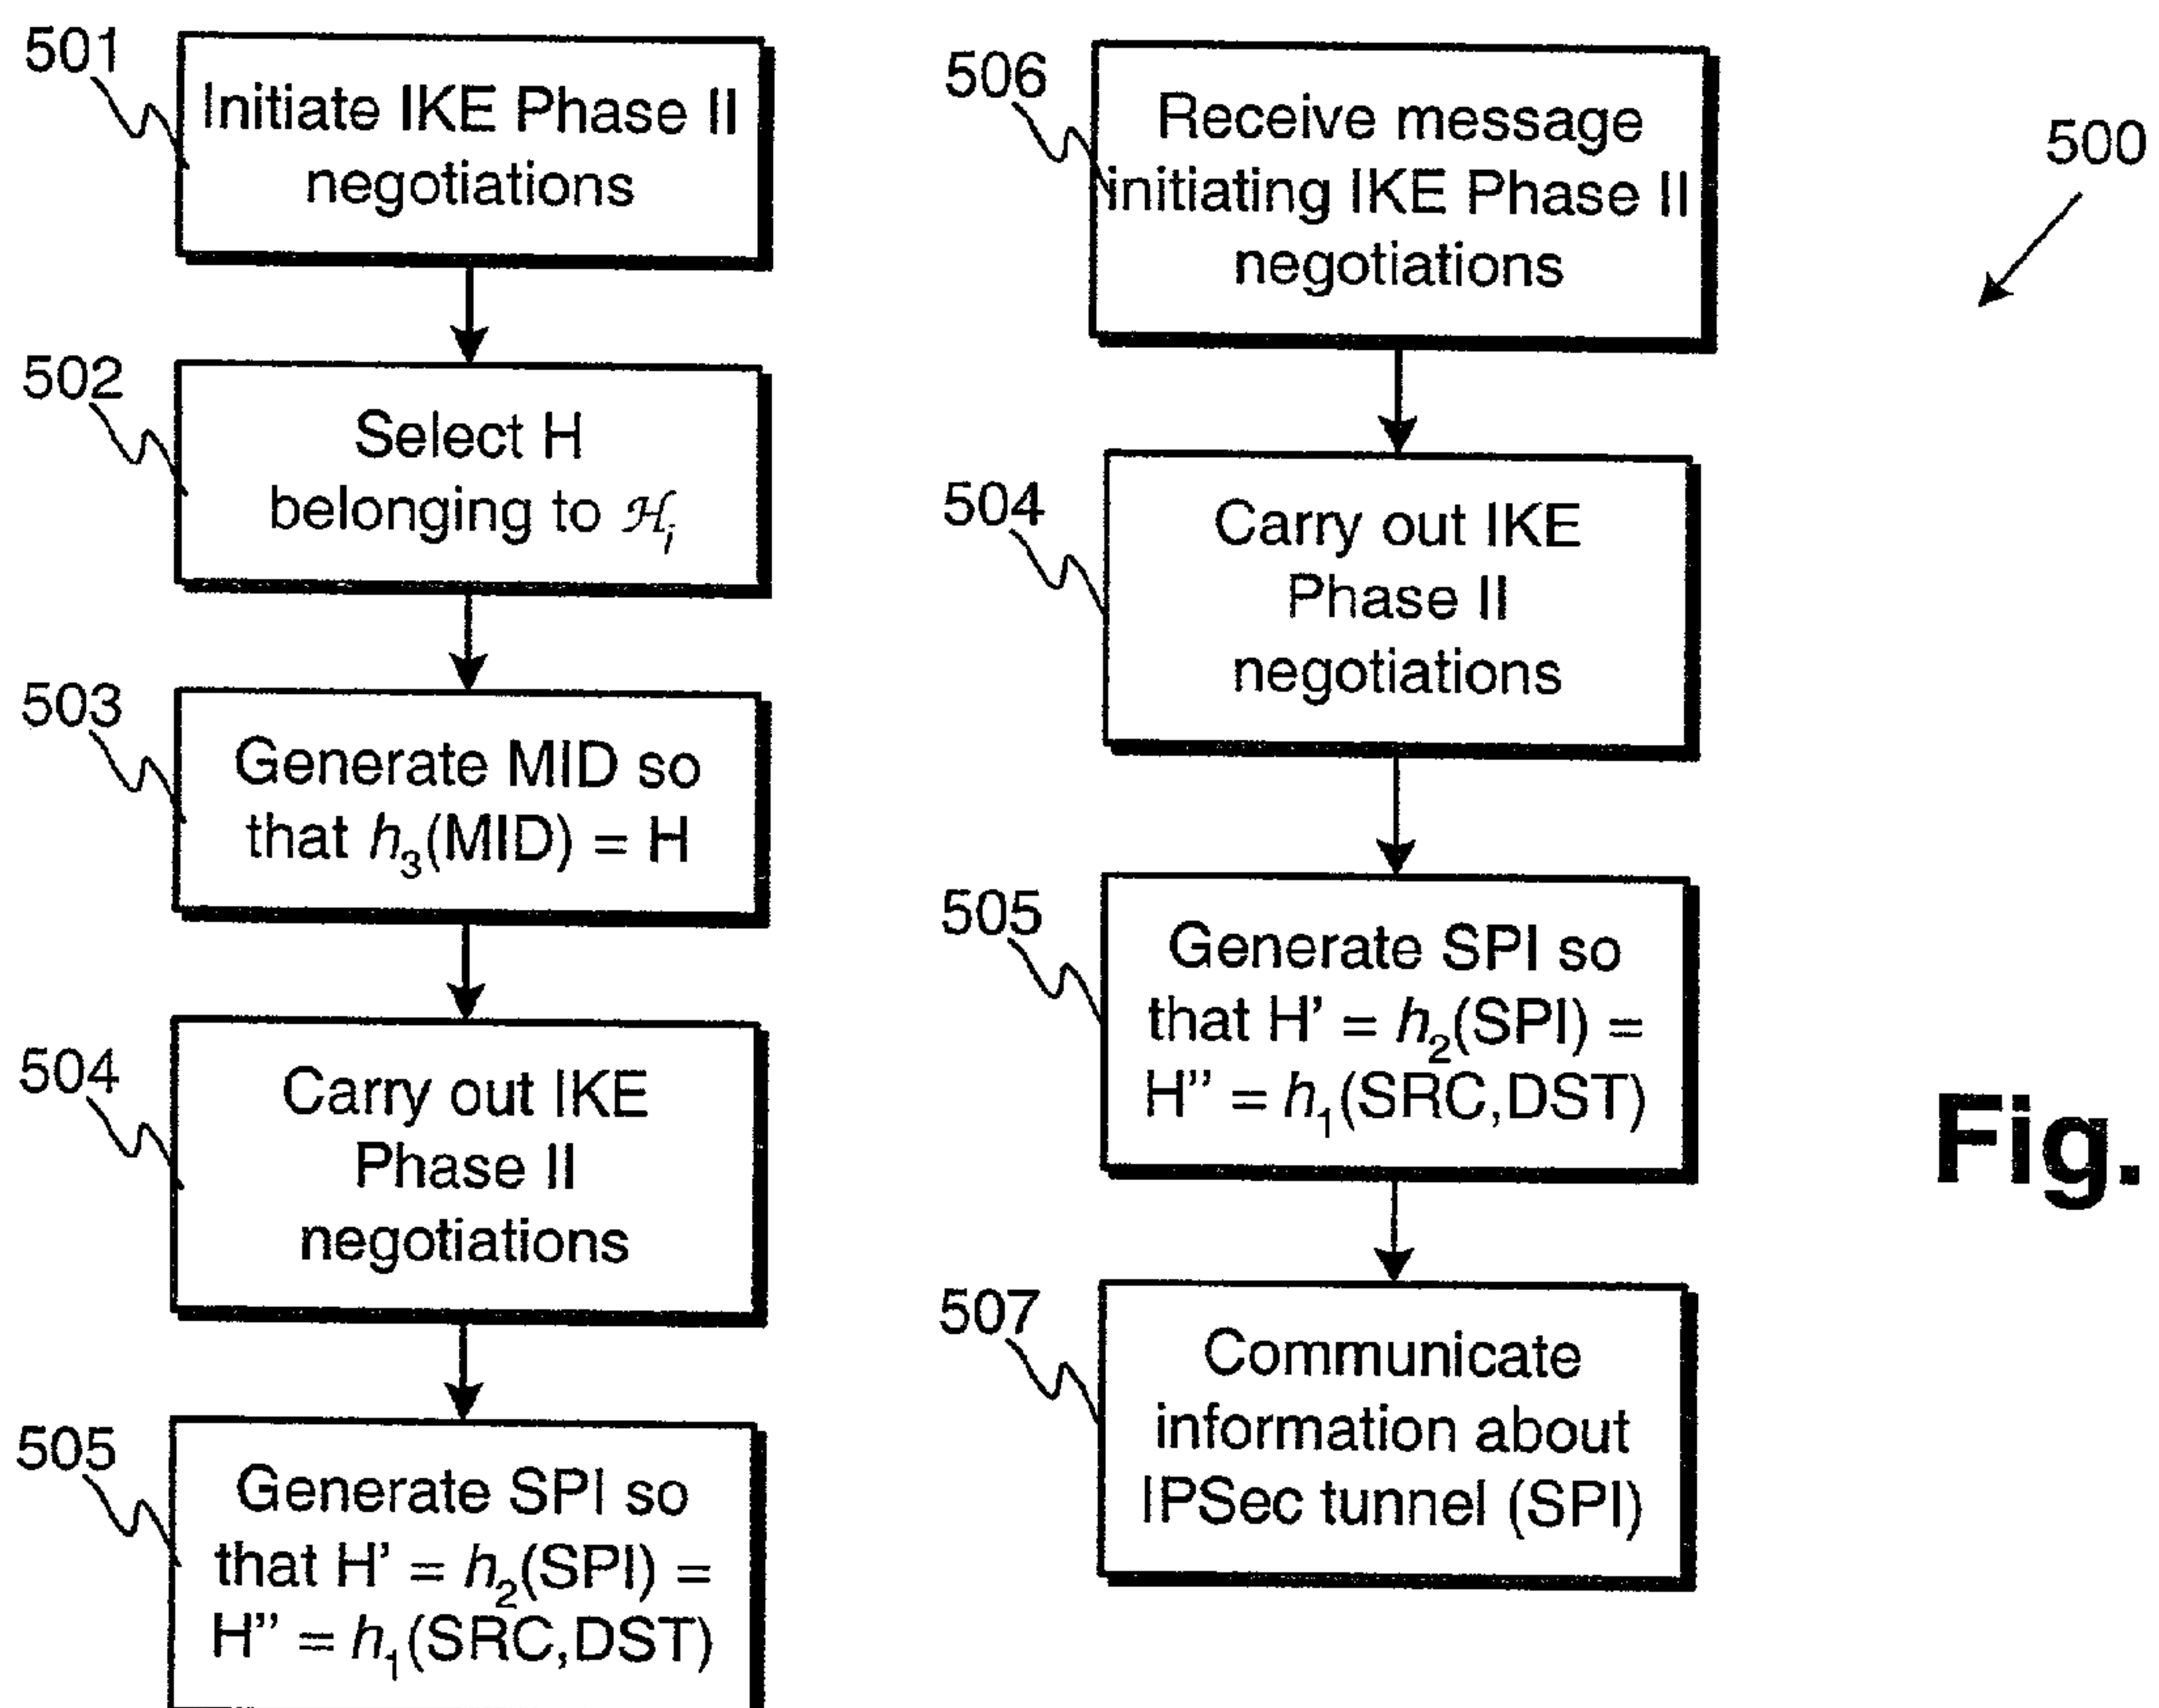 501
Initiate IKE Phase II
negotiations
502
Select H
belonging to ℋi
503
Generate MID so
that h3(MID) = H
504
Carry out IKE
Phase II
negotiations
505
Generate SPI so
that H' = h2(SPI) =
H'' = h1(SRC,DST)
506
Receive message
initiating IKE Phase II
negotiations
504
Carry out IKE
Phase II
negotiations
505
Generate SPI so
that H' = h2(SPI) =
H'' = h1(SRC,DST)
507
Communicate
information about
IPSec tunnel (SPI)
500
Fig.